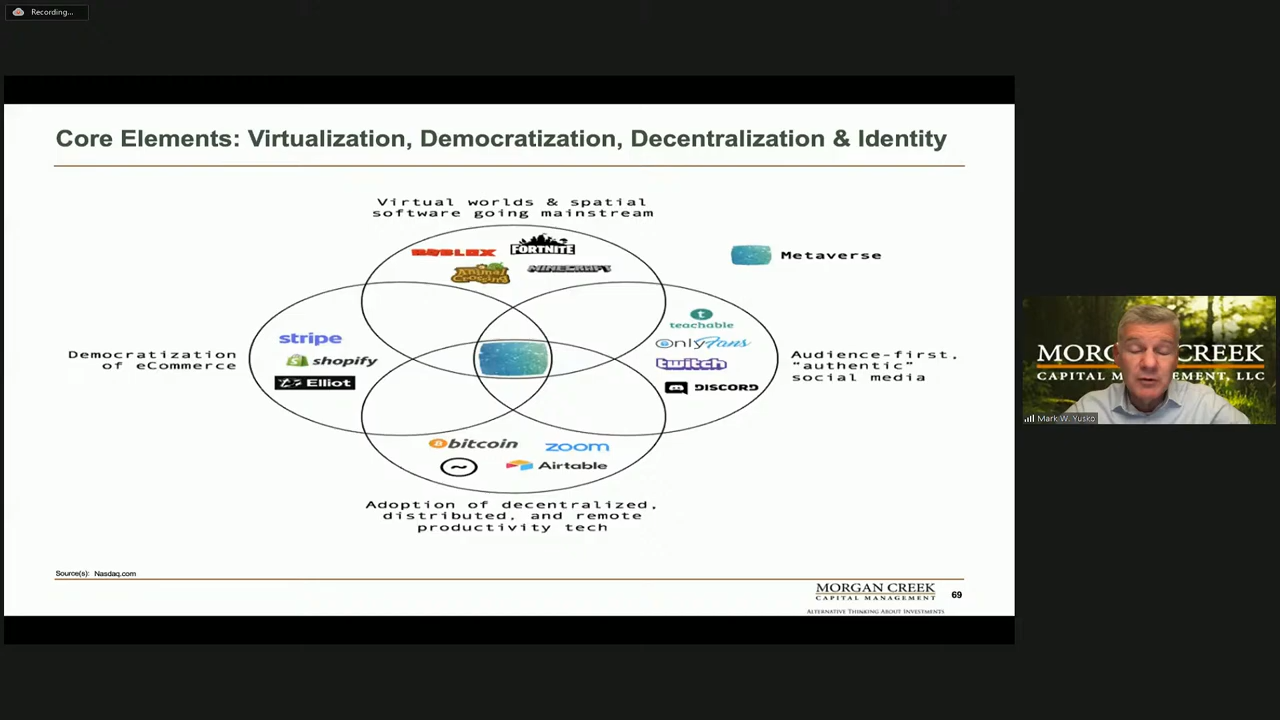 Recording...
Core Elements: Virtualization, Democratization, Decentralization & Identity
Virtual worlds & spatial
software going mainstream
ROBLOX
FORTNITE
Animal Crossing
MINECRAFT
Metaverse
Democratization
of eCommerce
stripe
shopify
Elliot
teachable
OnlyFans
twitch
DISCORD
Audience-first,
“authentic”
social media
bitcoin
zoom
~
Airtable
Adoption of decentralized,
distributed, and remote
productivity tech
Source(s): Nasdaq.com
MORGAN CREEK
CAPITAL MANAGEMENT
ALTERNATIVE THINKING ABOUT INVESTMENTS
69
MORG CREEK
CAPITAL MAN GEMENT, LLC
Mark W. Yusko